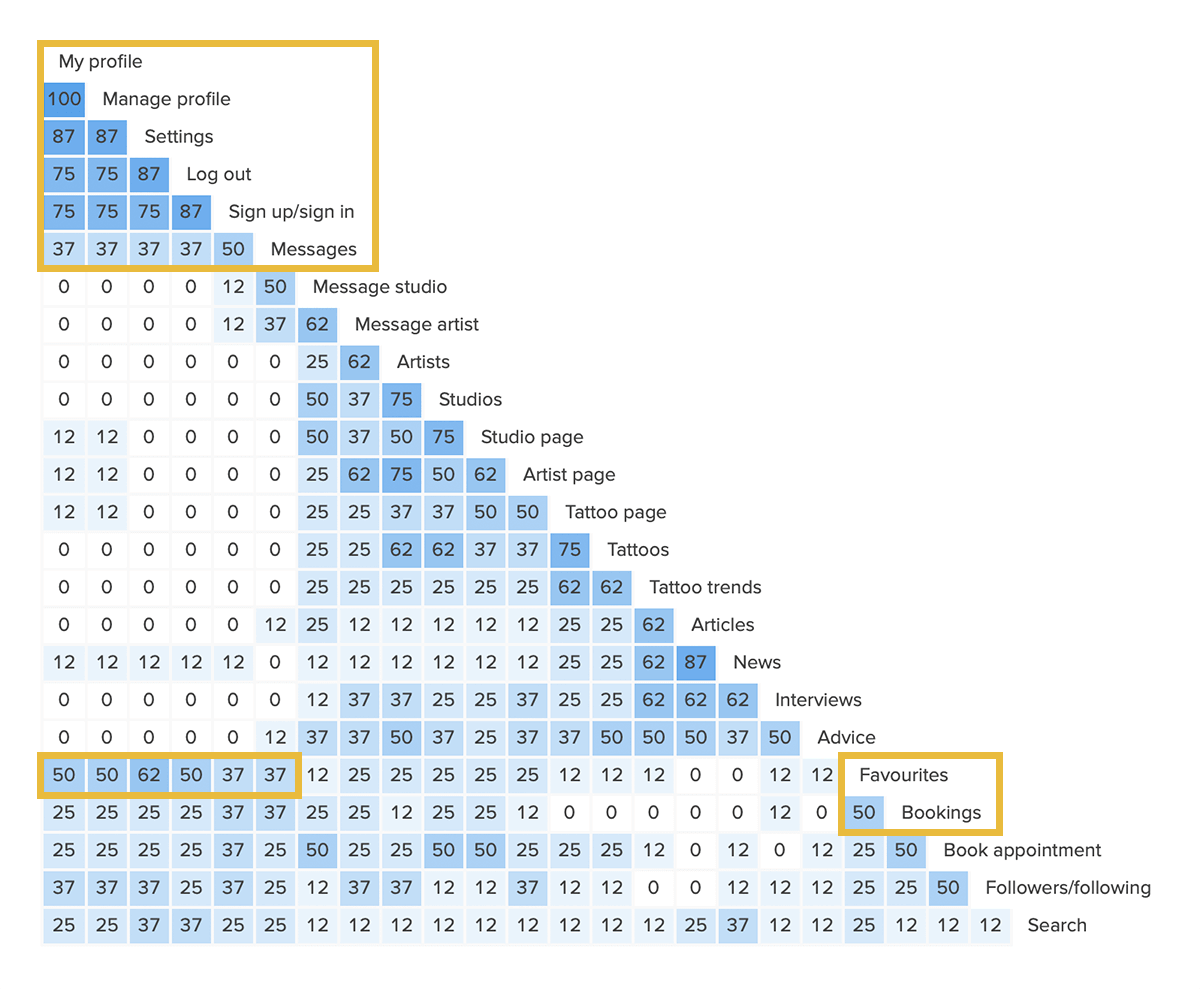 My profile
100 Manage profile
87 87 Settings
75 75 87 Log out
75 75 75 87 Sign up/sign in
37 37 37 37 50 Messages
0 0 0 0 12 50 Message studio
0 0 0 0 12 37 62 Message artist
0 0 0 0 0 0 25 62 Artists
0 0 0 0 0 0 50 37 75 Studios
12 12 0 0 0 0 50 37 50 75 Studio page
12 12 0 0 0 0 25 62 75 50 62 Artist page
12 12 0 0 0 0 25 25 37 37 50 50 Tattoo page
0 0 0 0 0 0 25 25 62 62 37 37 75 Tattoos
0 0 0 0 0 0 25 25 25 25 25 25 62 62 Tattoo trends
0 0 0 0 0 12 25 12 12 12 12 12 25 25 62 Articles
12 12 12 12 12 0 12 12 12 12 12 12 25 25 62 87 News
0 0 0 0 0 0 12 37 37 25 25 37 25 25 62 62 62 Interviews
0 0 0 0 0 12 37 37 50 37 25 37 37 50 50 50 37 50 Advice
50 50 62 50 37 37 12 25 25 25 25 25 12 12 12 0 0 12 12 Favourites
25 25 25 25 37 37 25 25 12 25 25 12 0 0 0 0 0 12 0 50 Bookings
25 25 25 25 37 25 50 25 25 50 50 25 25 25 12 0 12 0 12 25 50 Book appointment
37 37 37 25 37 25 12 37 37 12 12 37 12 12 0 0 12 12 12 25 25 50 Followers/following
25 25 37 37 25 25 12 12 12 12 12 12 12 12 12 25 37 12 12 25 12 12 12 Search